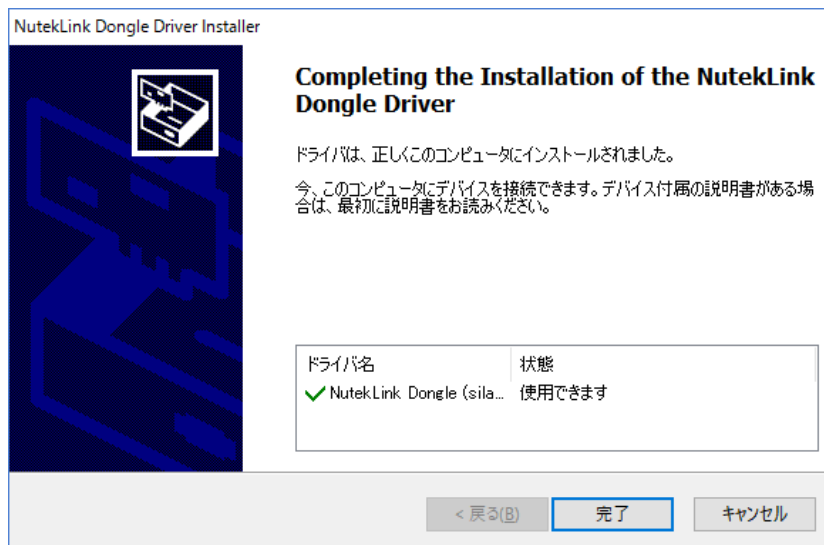 NutekLink Dongle Driver Installer
Completing the Installation of the NutekLink
Dongle Driver
ドライバは、正しくこのコンピュータにインストールされました。
今、このコンピュータにデバイスを接続できます。デバイス付属の説明書がある場
合は、最初に説明書をお読みください。
ドライバ名 状態
NutekLink Dongle (sila... 使用できます
< 戻る(B) 完了 キャンセル